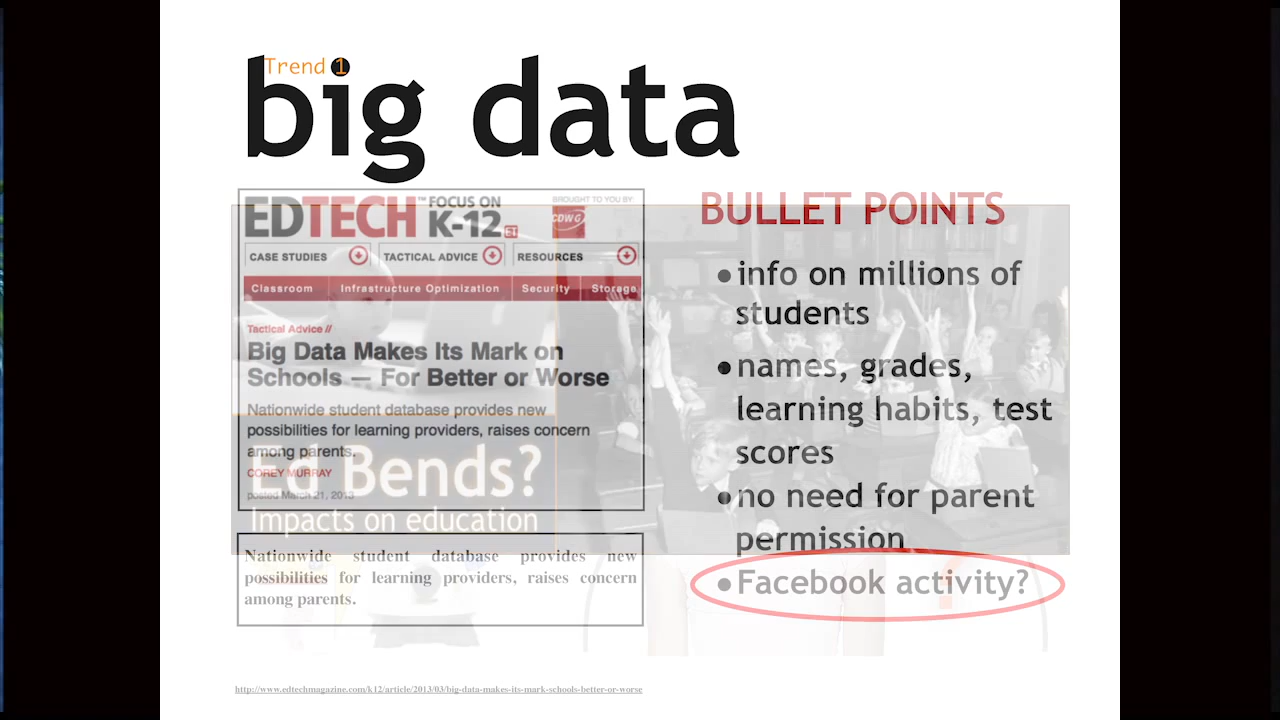 Trend 1
big data
EDTECH™ FOCUS ON K-12 ET
BROUGHT TO YOU BY
CDWG
CASE STUDIES TACTICAL ADVICE RESOURCES
Classroom Infrastructure Optimization Security Storage
Tactical Advice //
Big Data Makes Its Mark on
Schools — For Better or Worse
Nationwide student database provides new
possibilities for learning providers, raises concern
among parents.
COREY MURRAY
posted March 21, 2013
Ed Bends?
Impacts on education
Nationwide student database provides new
possibilities for learning providers, raises concern
among parents.
BULLET POINTS
•info on millions of
students
•names, grades,
learning habits, test
scores
•no need for parent
permission
•Facebook activity?
?
http://www.edtechmagazine.com/k12/article/2013/03/big-data-makes-its-mark-schools-better-or-worse